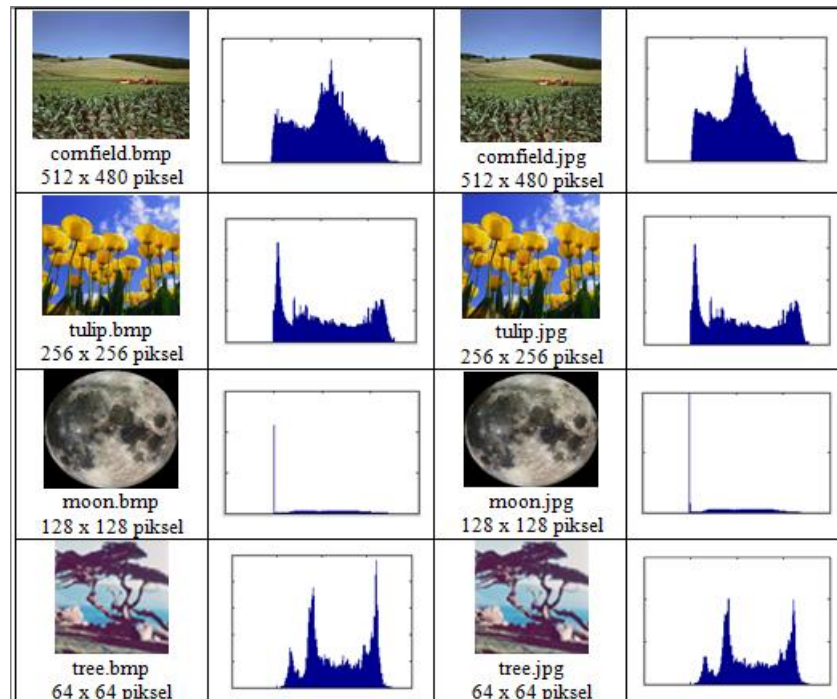 cornfield.bmp
512 x 480 piksel
cornfield.jpg
512 x 480 piksel
tulip.bmp
256 x 256 piksel
tulip.jpg
256 x 256 piksel
moon.bmp
128 x 128 piksel
moon.jpg
128 x 128 piksel
tree.bmp
64 x 64 piksel
tree.jpg
64 x 64 piksel